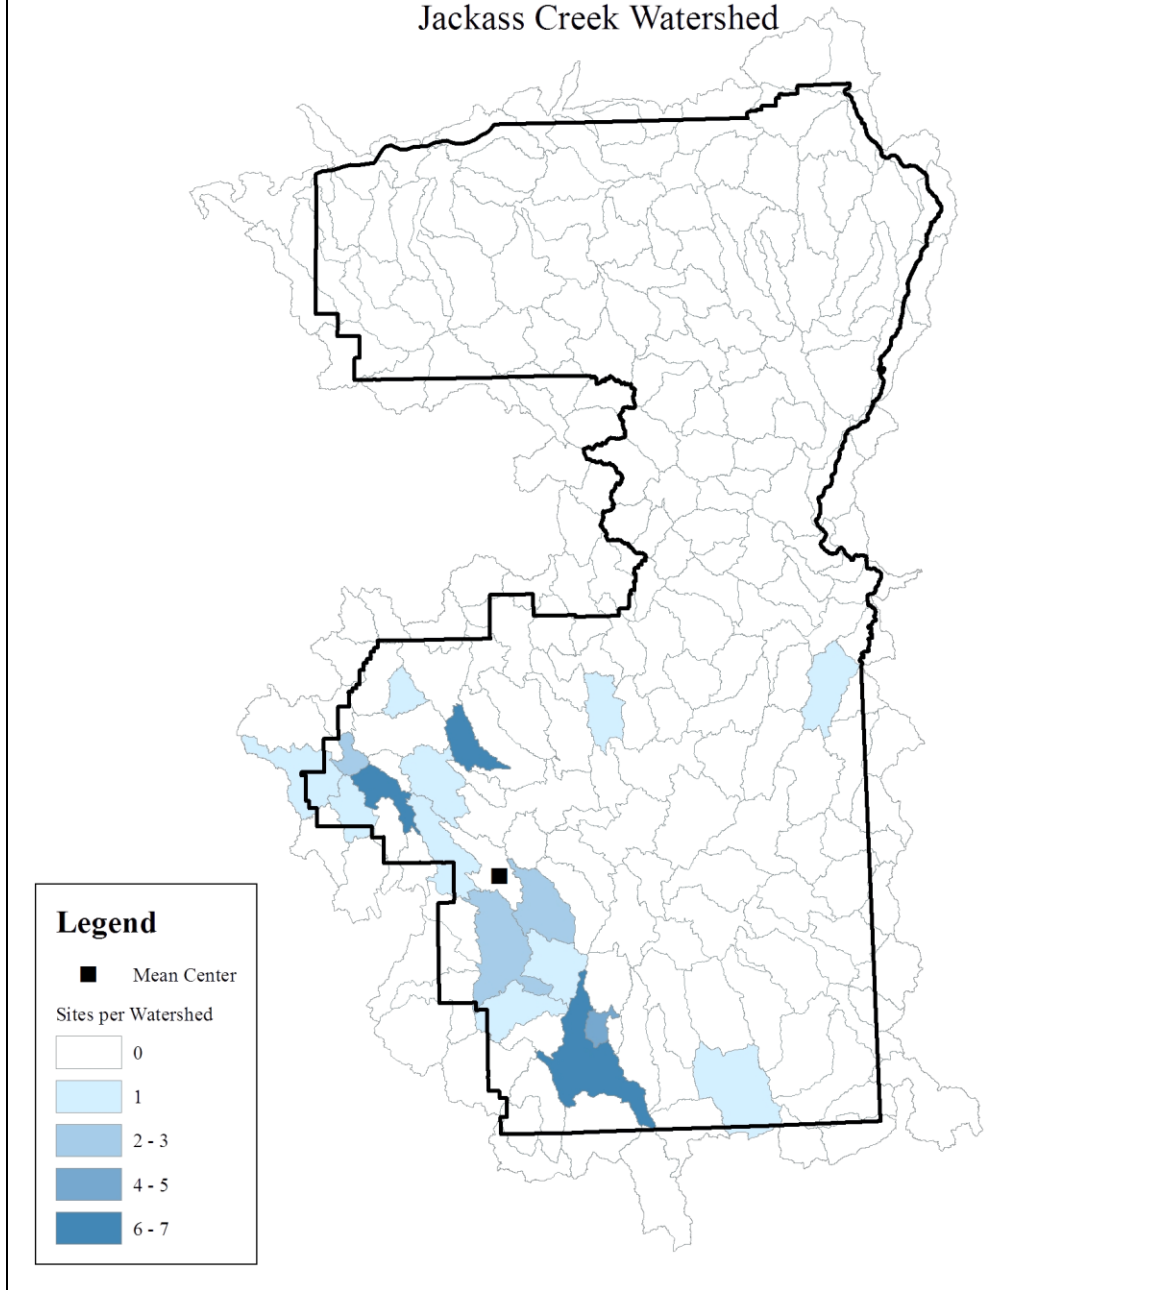 Jackass Creek Watershed
Legend
Mean Center
Sites per Watershed
0
1
2 - 3
4 - 5
6 - 7